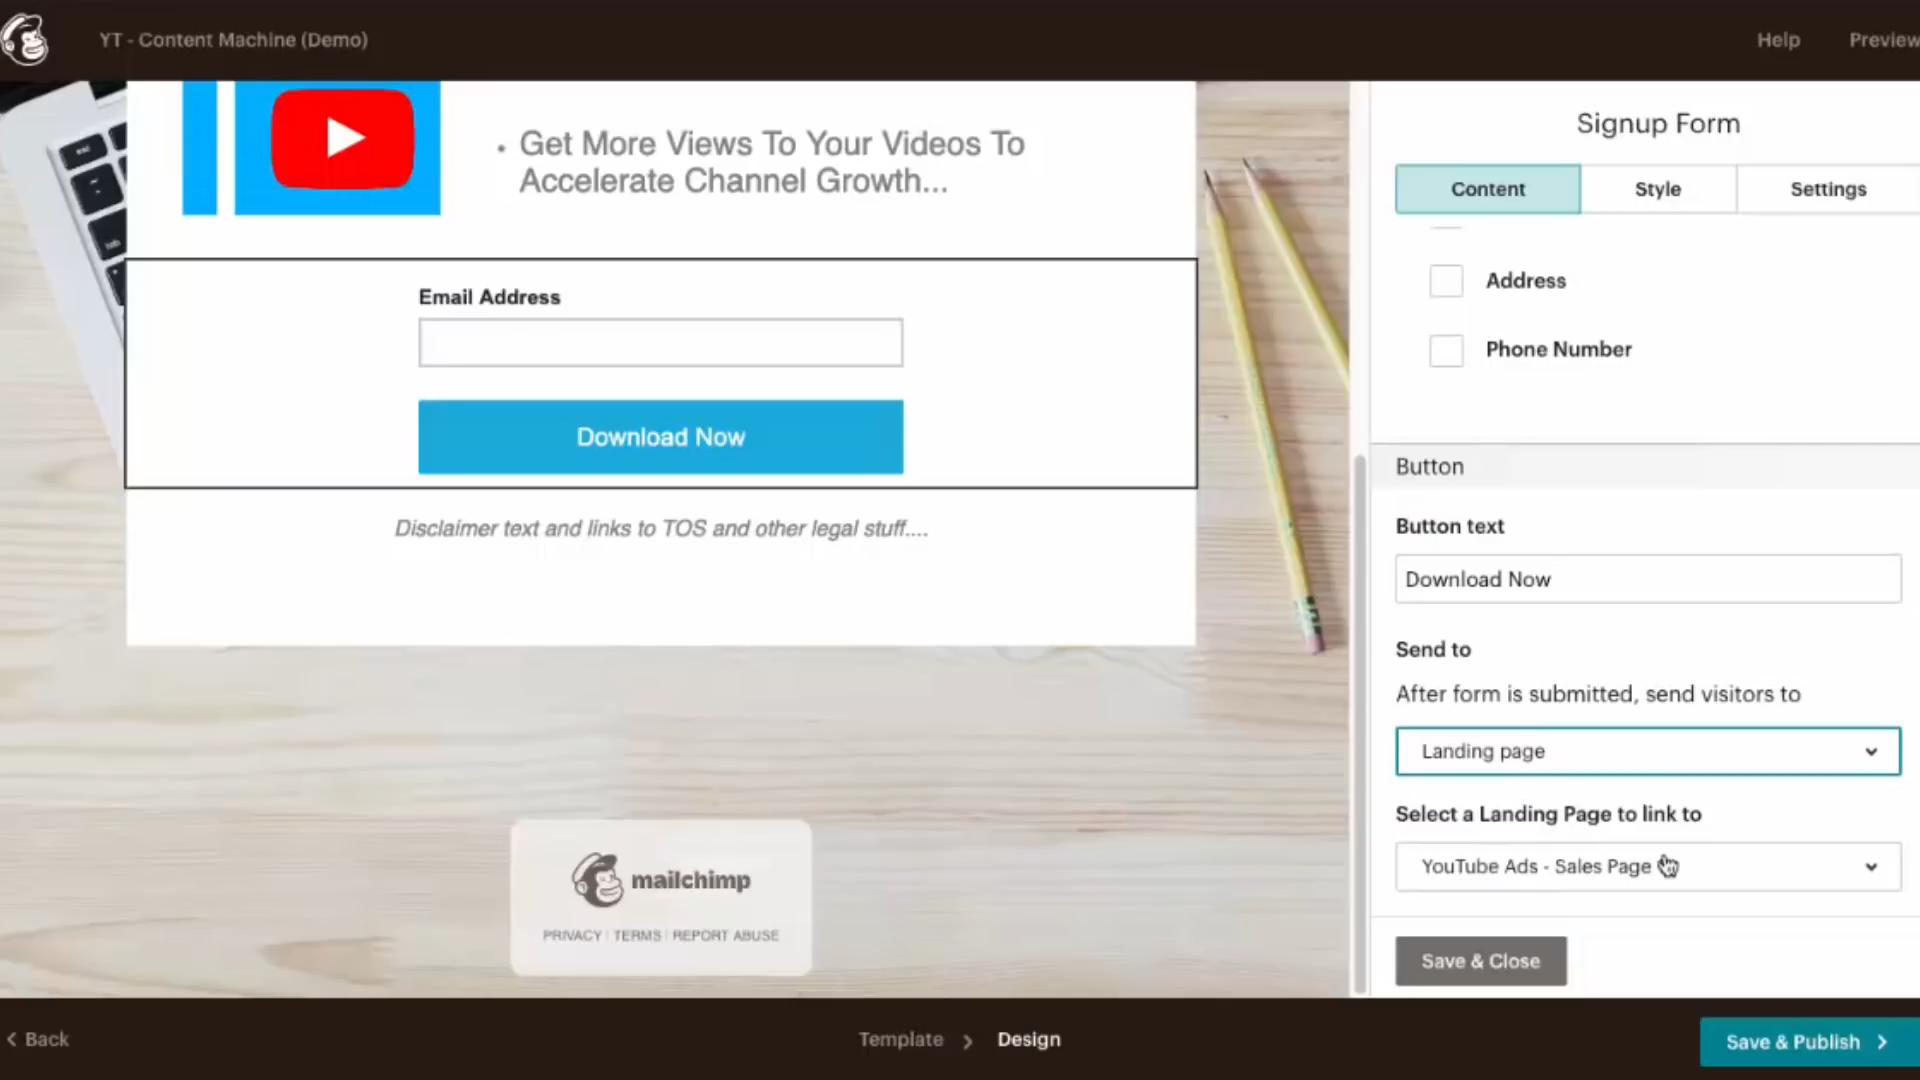 YT - Content Machine (Demo)
Help
Preview
• Get More Views To Your Videos To
Accelerate Channel Growth...
Email Address
Download Now
Disclaimer text and links to TOS and other legal stuff....
mailchimp
PRIVACY | TERMS | REPORT ABUSE
Signup Form
Content
Style
Settings
Address
Phone Number
Button
Button text
Download Now
Send to
After form is submitted, send visitors to
Landing page
Select a Landing Page to link to
YouTube Ads - Sales Page
Save & Close
Back
Template
Design
Save & Publish